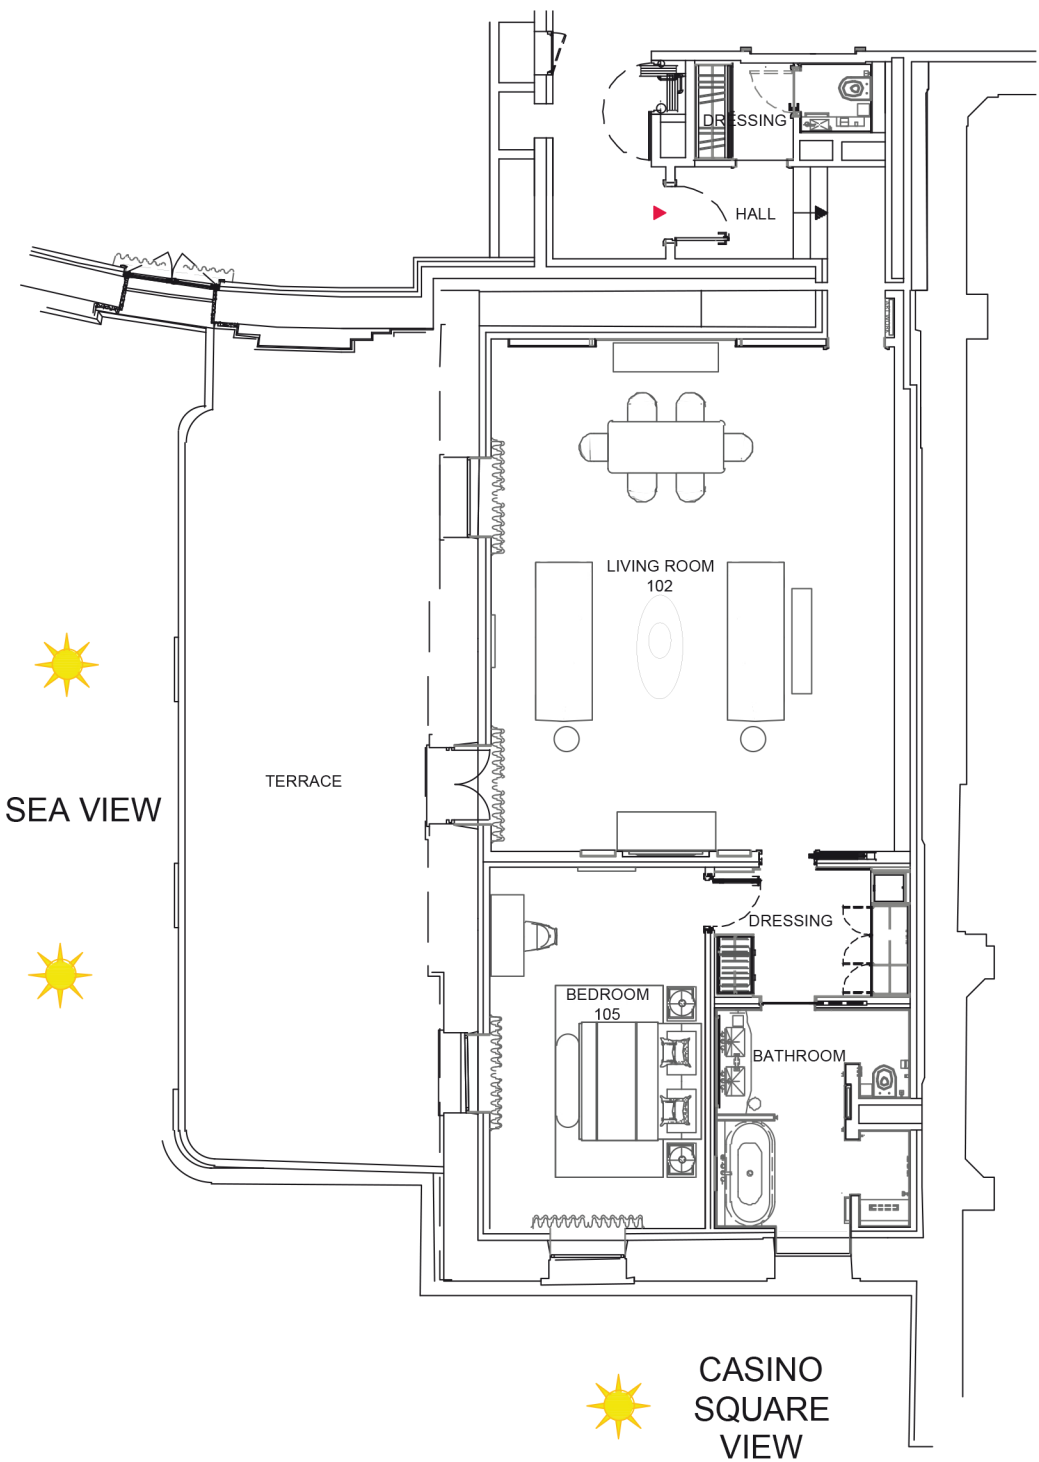 DRESSING
HALL
LIVING ROOM
102
TERRACE
SEA VIEW
DRESSING
BEDROOM
105
BATHROOM
CASINO
SQUARE
VIEW